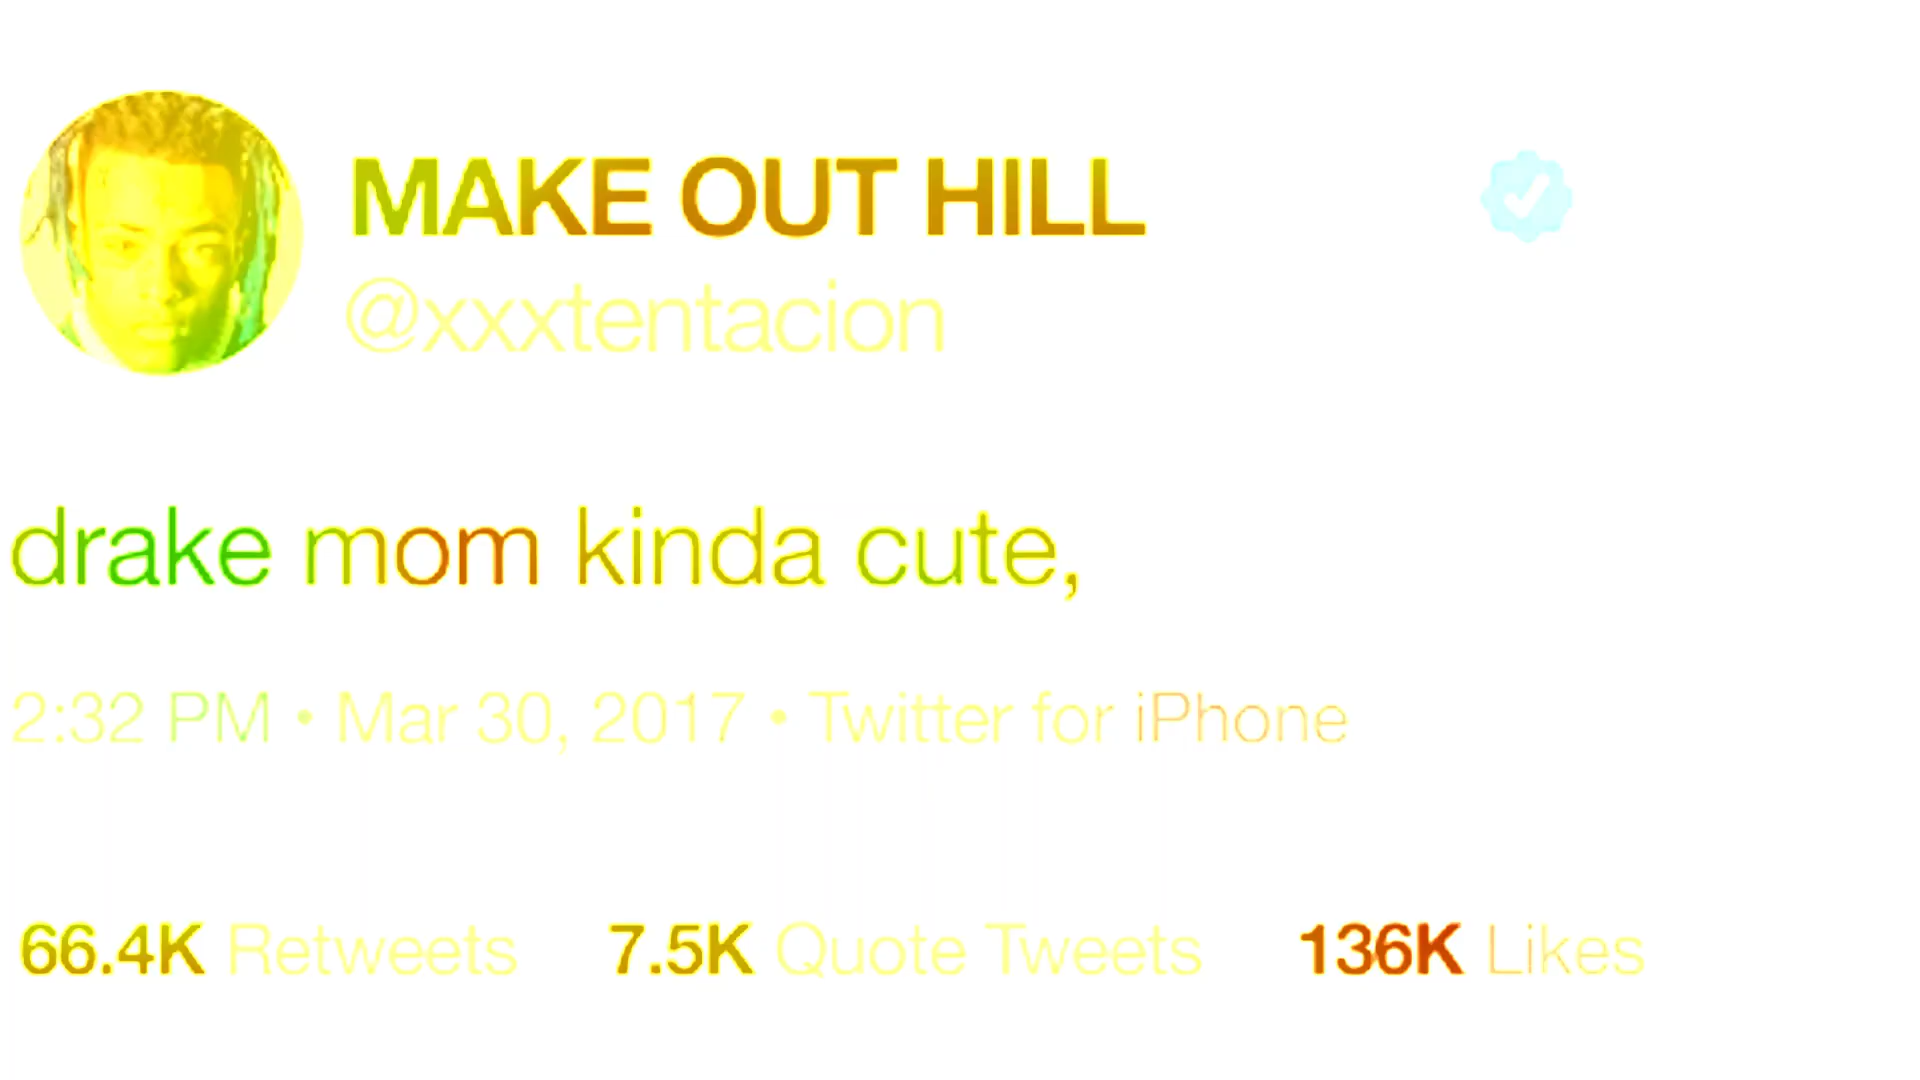 MAKE OUT HILL
@xxxtentacion
drake mom kinda cute,
2:32 PM • Mar 30, 2017 • Twitter for iPhone
66.4K Retweets 7.5K Quote Tweets 136K Likes